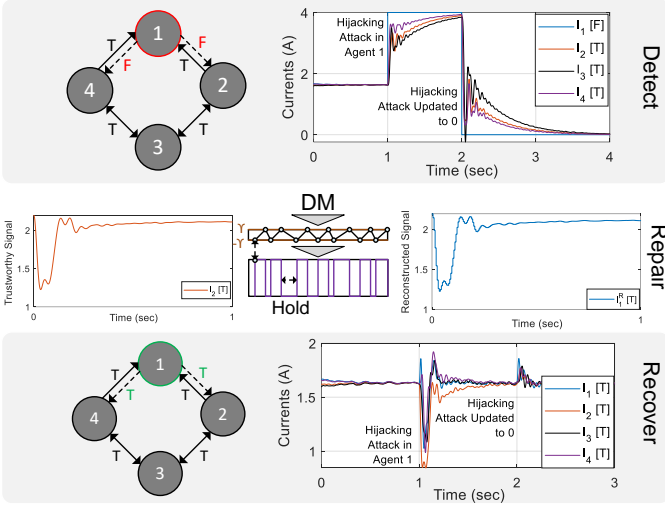 1
T
F
F
T
4
2
T
T
3
Currents (A)
4
2
0
Hijacking
Attack in
Agent 1
Hijacking
Attack Updated
to 0
I1 [F]
I2 [T]
I3 [T]
I4 [T]
0
1
2
3
4
Time (sec)
Detect
Trustworthy Signal
2
1.5
1
I2 [T]
0
1
Time (sec)
DM
ϒ
-ϒ
Hold
Reconstructed Signal
2
1.5
1
I1R [T]
0
1
Time (sec)
Repair
1
T
T
T
T
4
2
T
T
3
Currents (A)
2
1.5
1
Hijacking
Attack in
Agent 1
Hijacking
Attack Updated
to 0
I1 [T]
I2 [T]
I3 [T]
I4 [T]
0
1
2
3
Time (sec)
Recover